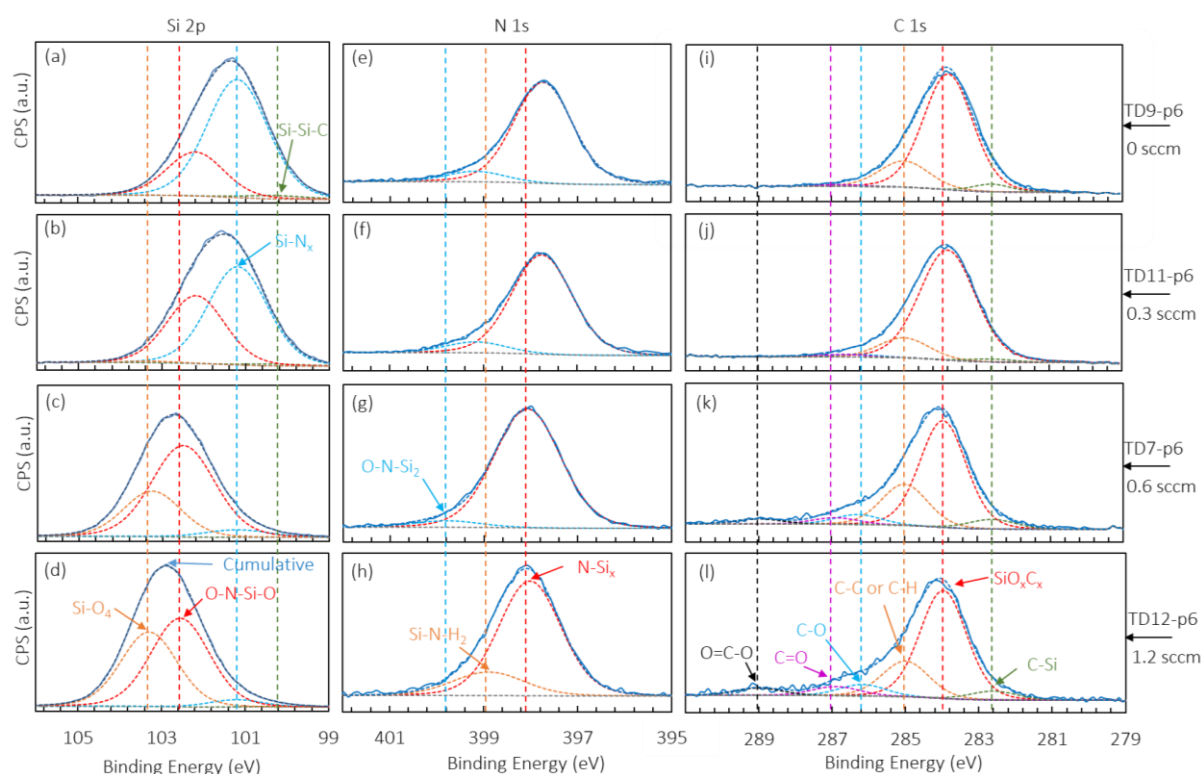 Si 2p
N 1s
C 1s
CPS (a.u.)
(a)
Si-Si-C
(e)
(i)
TD9-p6
0 sccm
CPS (a.u.)
(b)
Si-Nₓ
(f)
(j)
TD11-p6
0.3 sccm
CPS (a.u.)
(c)
(g)
O-N-Si₂
(k)
TD7-p6
0.6 sccm
CPS (a.u.)
(d)
Cumulative
Si-O₄
O-N-Si-O
(h)
N-Siₓ
Si-N-H₂
(l)
SiOₓCₓ
C-C or C-H
C-O
C=O
O=C-O
C-Si
TD12-p6
1.2 sccm
105 103 101 99
401 399 397 395
289 287 285 283 281 279
Binding Energy (eV)
Binding Energy (eV)
Binding Energy (eV)